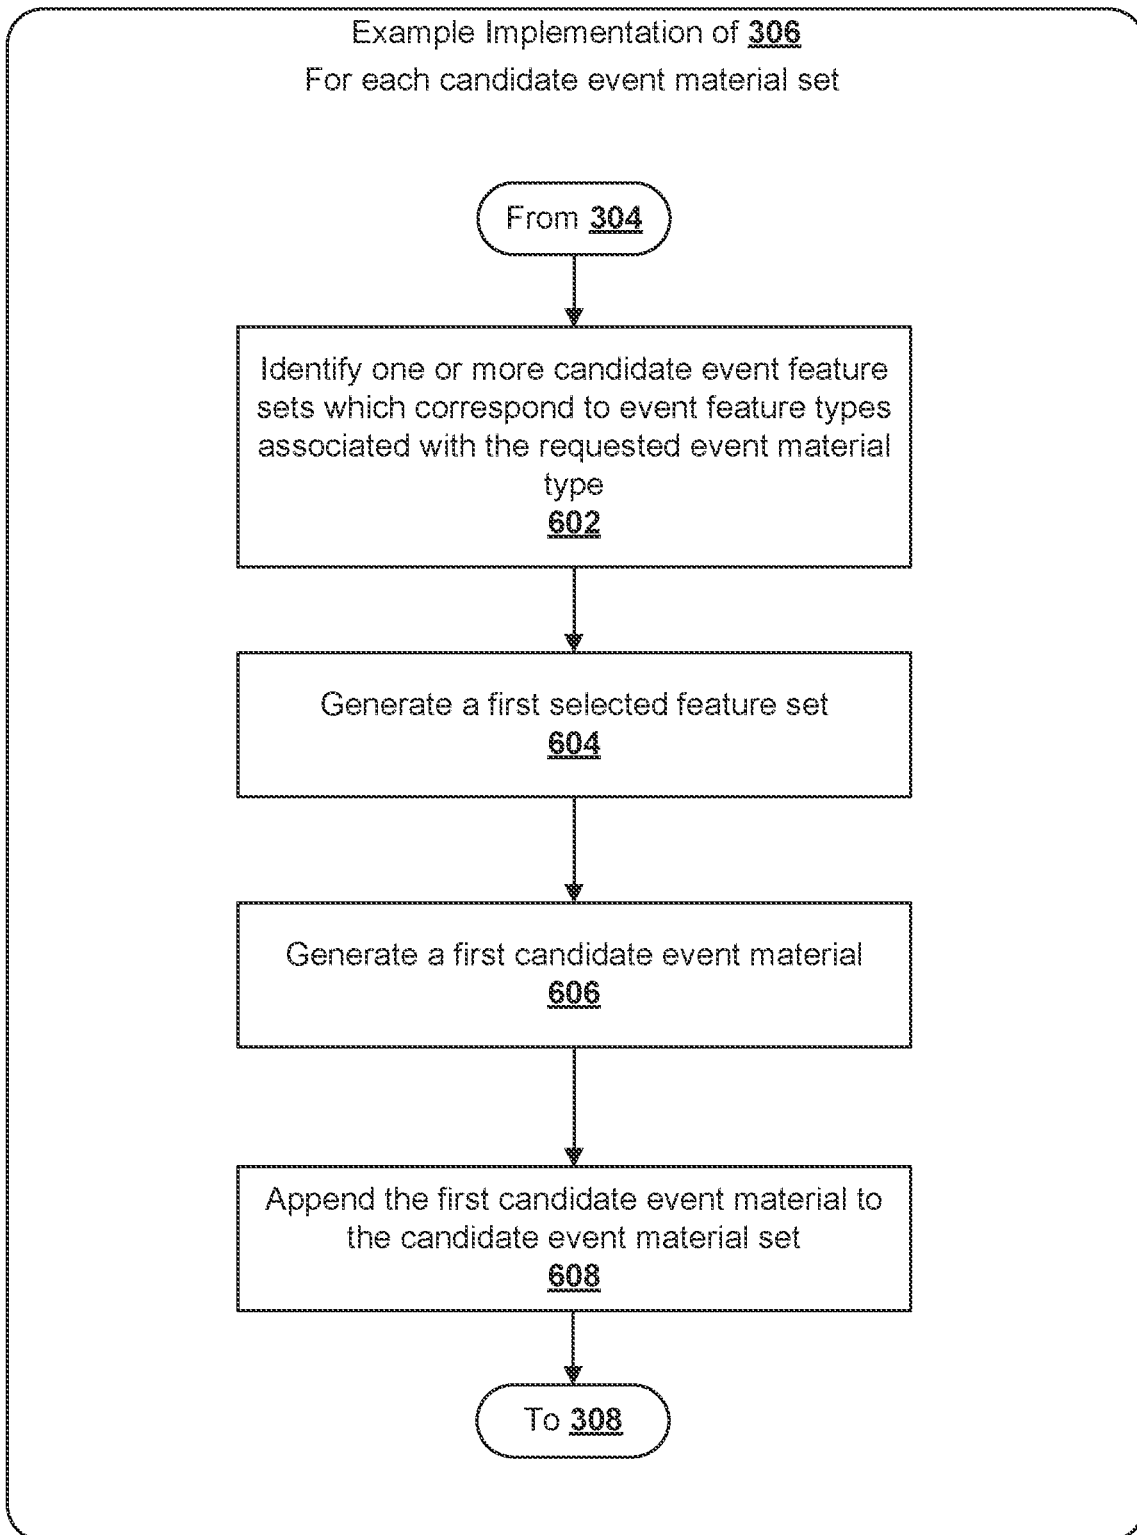 Example Implementation of 306
For each candidate event material set
From 304
Identify one or more candidate event feature
sets which correspond to event feature types
associated with the requested event material
type
602
Generate a first selected feature set
604
Generate a first candidate event material
606
Append the first candidate event material to
the candidate event material set
608
To 308